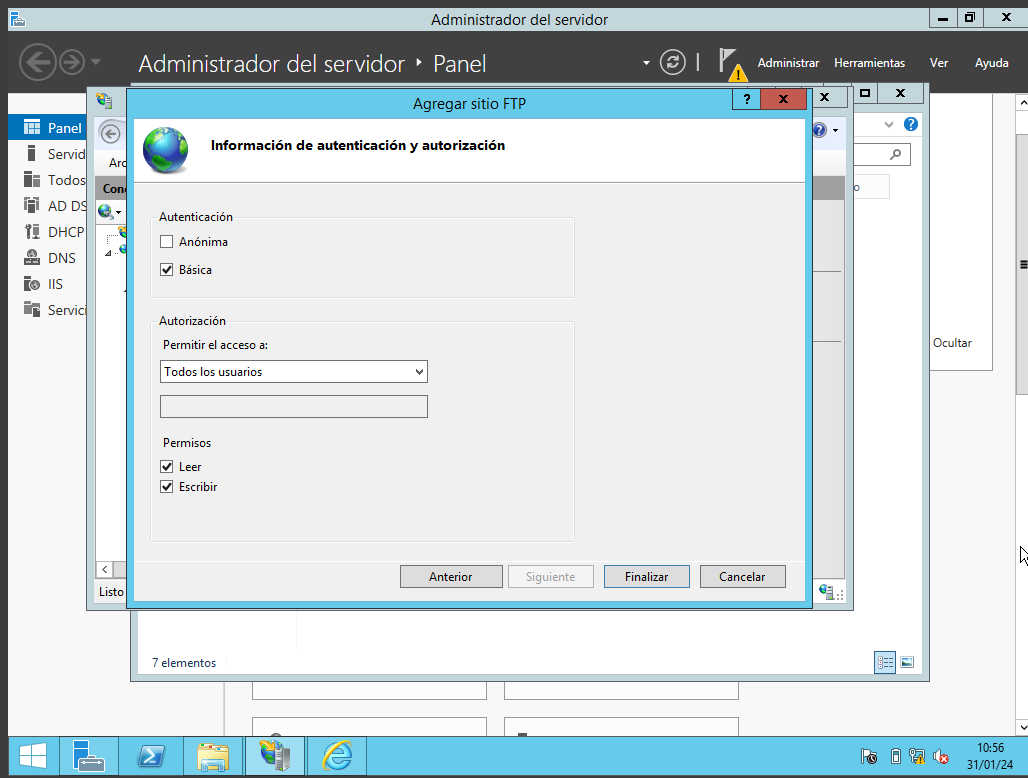 Administrador del servidor
Administrador del servidor • Panel
Administrar Herramientas Ver Ayuda
Agregar sitio FTP
?
Información de autenticación y autorización
Panel
Servid
Todos
AD DS
DHCP
DNS
IIS
Servici
Arc
Cone
Autenticación
Anónima
Básica
Autorización
Permitir el acceso a:
Todos los usuarios
Permisos
Leer
Escribir
Anterior
Siguiente
Finalizar
Cancelar
o
Ocultar
Listo
7 elementos
10:56
31/01/24